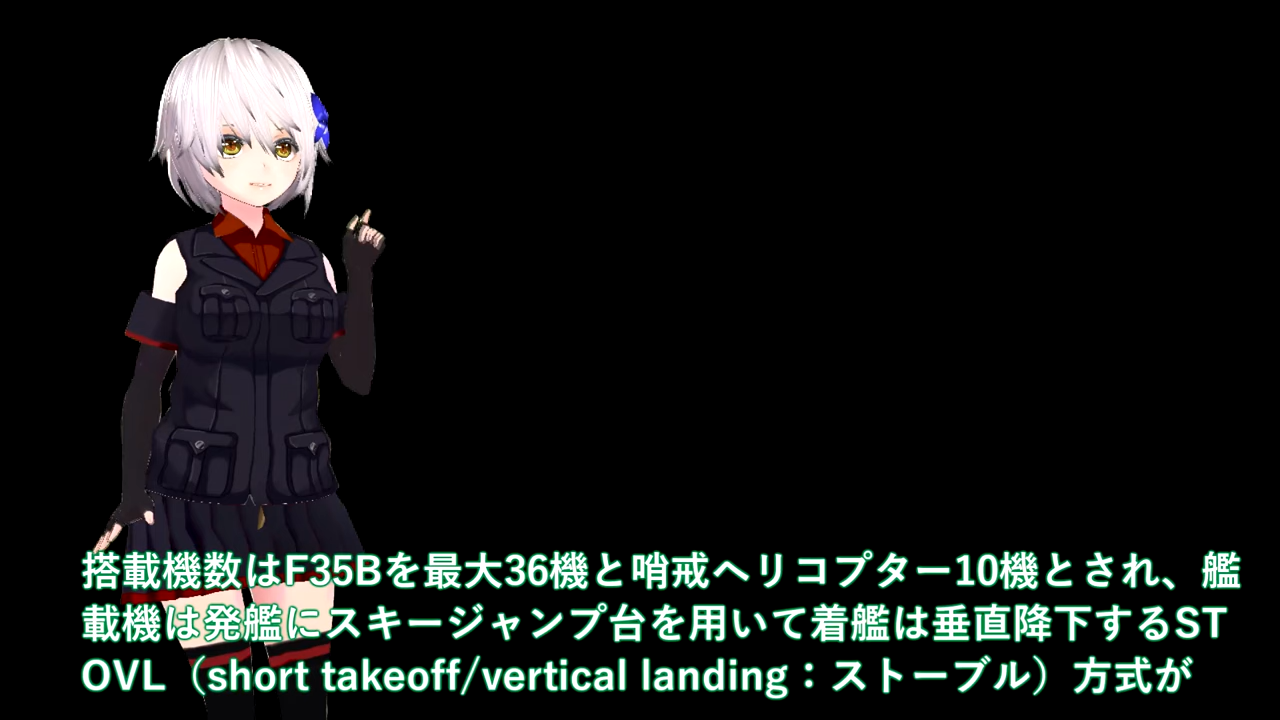 搭載機数はF35Bを最大36機と哨戒ヘリコプター10機とされ、艦
載機は発艦にスキージャンプ台を用いて着艦は垂直降下するST
OVL（short takeoff/vertical landing：ストーブル）方式が